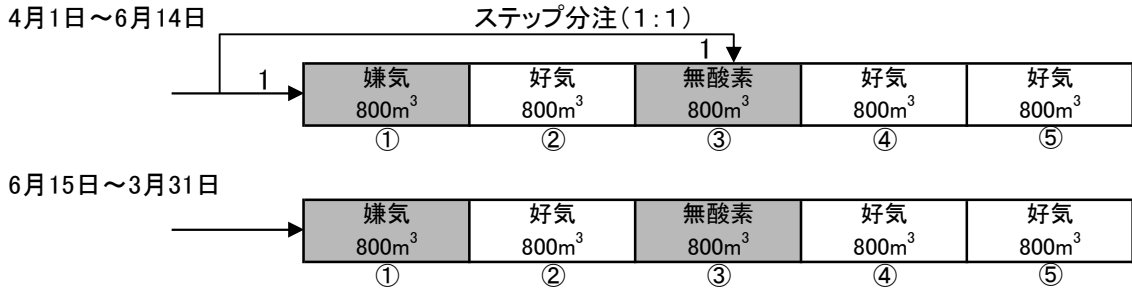 4月1日～6月14日
ステップ分注(1:1)
1
1
嫌気 好気 無酸素 好気 好気
800m³ 800m³ 800m³ 800m³ 800m³
① ② ③ ④ ⑤
6月15日～3月31日
嫌気 好気 無酸素 好気 好気
800m³ 800m³ 800m³ 800m³ 800m³
① ② ③ ④ ⑤